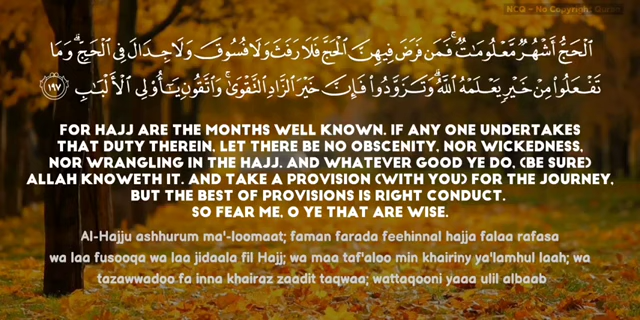 NCQ - No Copyright Quran
ٱلْحَجُّ أَشْهُرٌ مَّعْلُومَـٰتٌ ۚ فَمَن فَرَضَ فِيهِنَّ ٱلْحَجَّ فَلَا رَفَثَ وَلَا فُسُوقَ وَلَا جِدَالَ فِى ٱلْحَجِّ ۗ وَمَا
تَفْعَلُوا۟ مِنْ خَيْرٍ يَعْلَمْهُ ٱللَّهُ ۗ وَتَزَوَّدُوا۟ فَإِنَّ خَيْرَ ٱلزَّادِ ٱلتَّقْوَىٰ ۚ وَٱتَّقُونِ يَـٰٓأُو۟لِى ٱلْأَلْبَـٰبِ ١٩٧
FOR HAJJ ARE THE MONTHS WELL KNOWN. IF ANY ONE UNDERTAKES
THAT DUTY THEREIN, LET THERE BE NO OBSCENITY, NOR WICKEDNESS,
NOR WRANGLING IN THE HAJJ. AND WHATEVER GOOD YE DO, (BE SURE)
ALLAH KNOWETH IT. AND TAKE A PROVISION (WITH YOU) FOR THE JOURNEY,
BUT THE BEST OF PROVISIONS IS RIGHT CONDUCT.
SO FEAR ME, O YE THAT ARE WISE.
Al-Hajju ashhurum ma'-loomaat; faman farada feehinnal hajja falaa rafasa
wa laa fusooqa wa laa jidaala fil Hajj; wa maa taf'aloo min khairiny ya'lamhul laah; wa
tazawwadoo fa inna khairaz zaadit taqwaa; wattaqooni yaaa ulil albaab